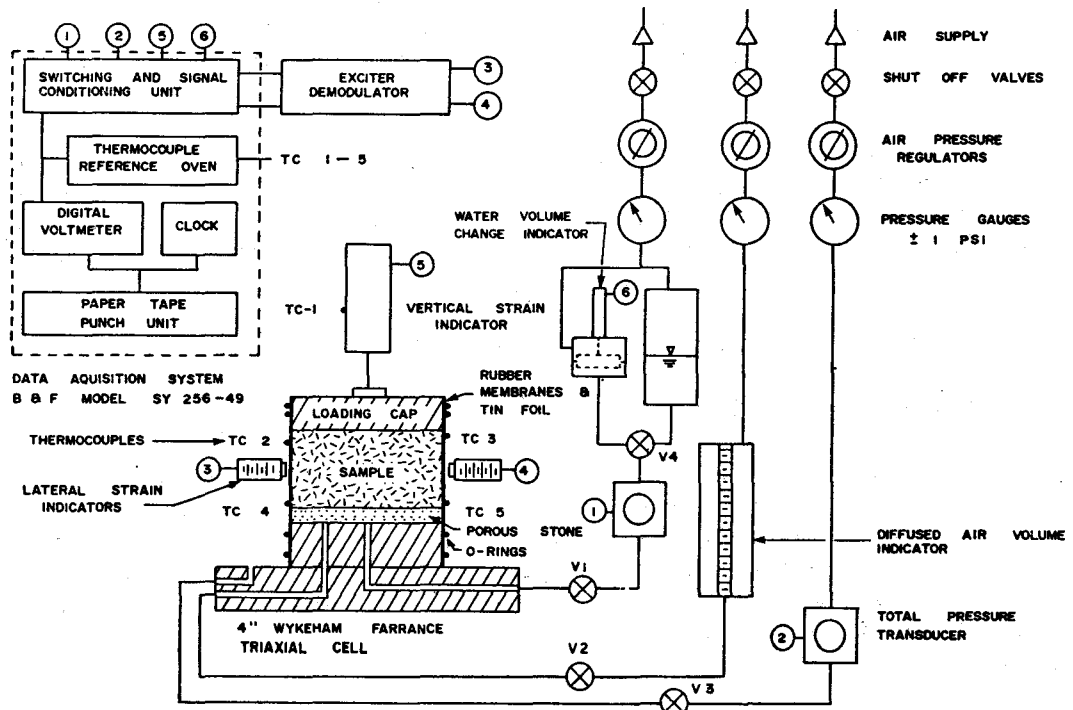 1 2 5 6
SWITCHING AND SIGNAL
CONDITIONING UNIT
EXCITER
DEMODULATOR
3
4
THERMOCOUPLE
REFERENCE OVEN
TC 1-5
DIGITAL
VOLTMETER
CLOCK
PAPER TAPE
PUNCH UNIT
DATA AQUISITION SYSTEM
B & F MODEL SY 256-49
AIR SUPPLY
SHUT OFF VALVES
AIR PRESSURE
REGULATORS
PRESSURE GAUGES
± 1 PSI
WATER VOLUME
CHANGE INDICATOR
6
5
TC-1
VERTICAL STRAIN
INDICATOR
RUBBER
MEMBRANES &
TIN FOIL
LOADING CAP
THERMOCOUPLES
TC 2
TC 3
SAMPLE
3
4
LATERAL STRAIN
INDICATORS
TC 4
TC 5
POROUS STONE
O-RINGS
V4
1
V1
DIFFUSED AIR VOLUME
INDICATOR
4" WYKEHAM FARRANCE
TRIAXIAL CELL
V2
2
TOTAL PRESSURE
TRANSDUCER
V3